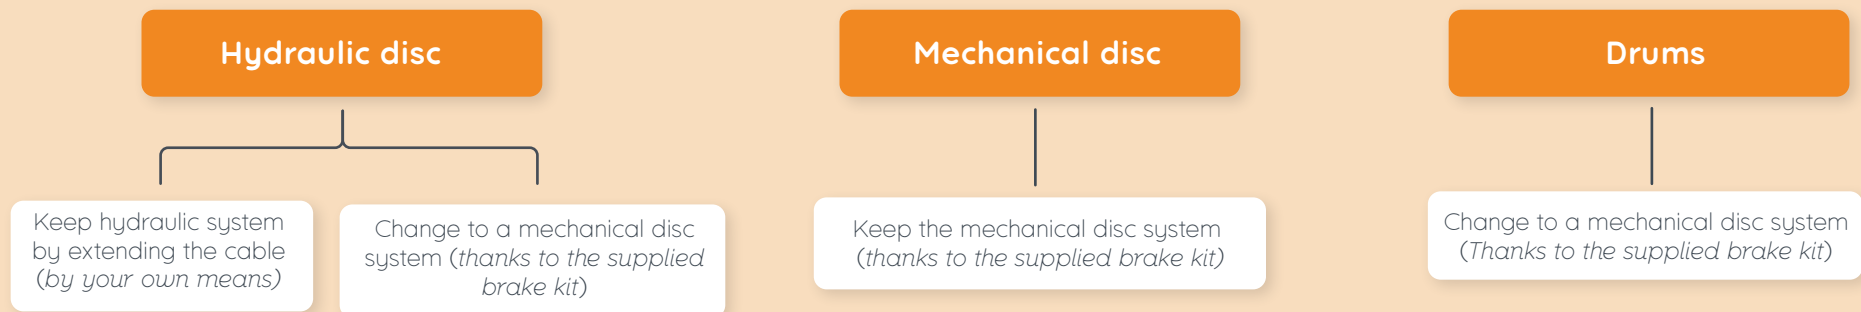 Hydraulic disc
Keep hydraulic system
by extending the cable
(by your own means)
Change to a mechanical disc
system (thanks to the supplied
brake kit)
Mechanical disc
Keep the mechanical disc system
(thanks to the supplied brake kit)
Drums
Change to a mechanical disc system
(Thanks to the supplied brake kit)